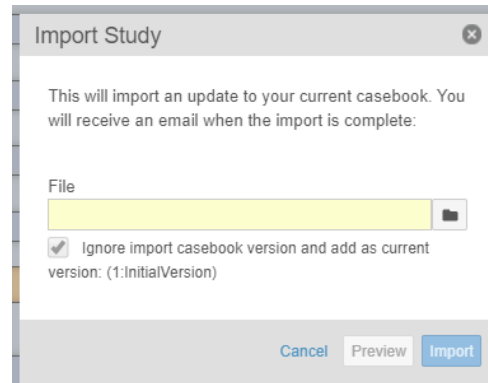 Import Study
This will import an update to your current casebook. You
will receive an email when the import is complete:
File
Ignore import casebook version and add as current
version: (1:InitialVersion)
Cancel Preview Import